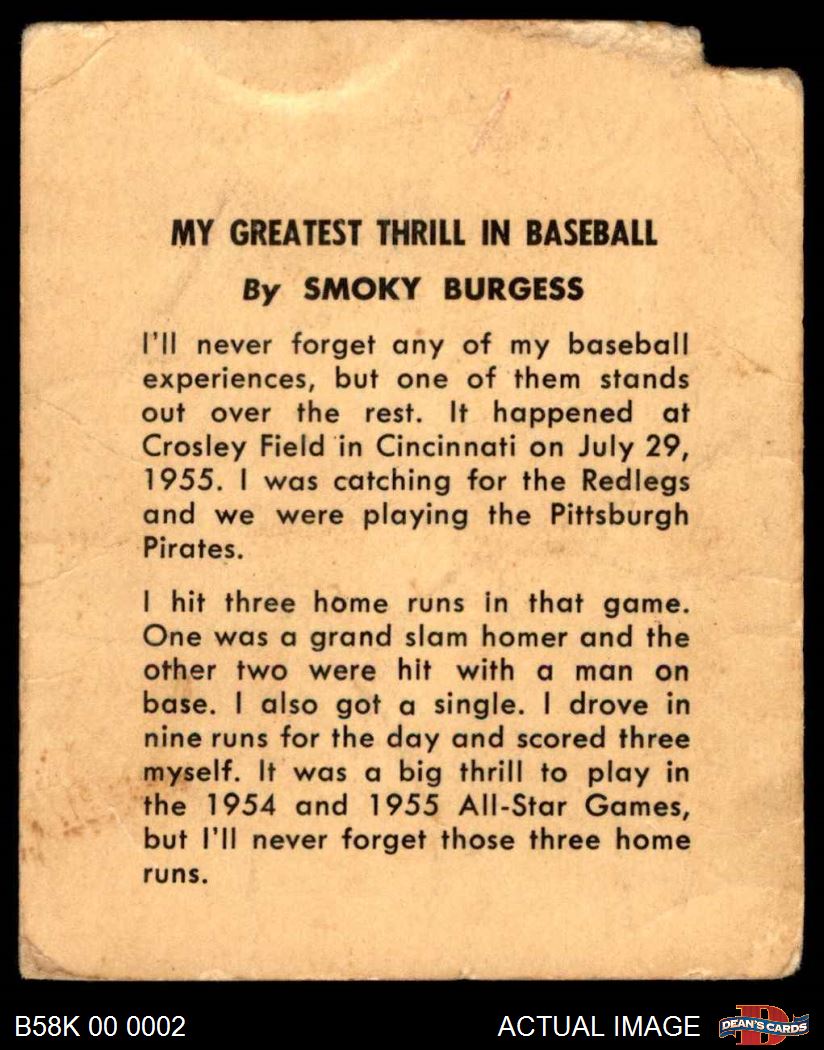 MY GREATEST THRILL IN BASEBALL
By SMOKY BURGESS
I'll never forget any of my baseball
experiences, but one of them stands
out over the rest. It happened at
Crosley Field in Cincinnati on July 29,
1955. I was catching for the Redlegs
and we were playing the Pittsburgh
Pirates.
I hit three home runs in that game.
One was a grand slam homer and the
other two were hit with a man on
base. I also got a single. I drove in
nine runs for the day and scored three
myself. It was a big thrill to play in
the 1954 and 1955 All-Star Games,
but I'll never forget those three home
runs.
B58K 00 0002
ACTUAL IMAGE
D
DEAN'S CARDS